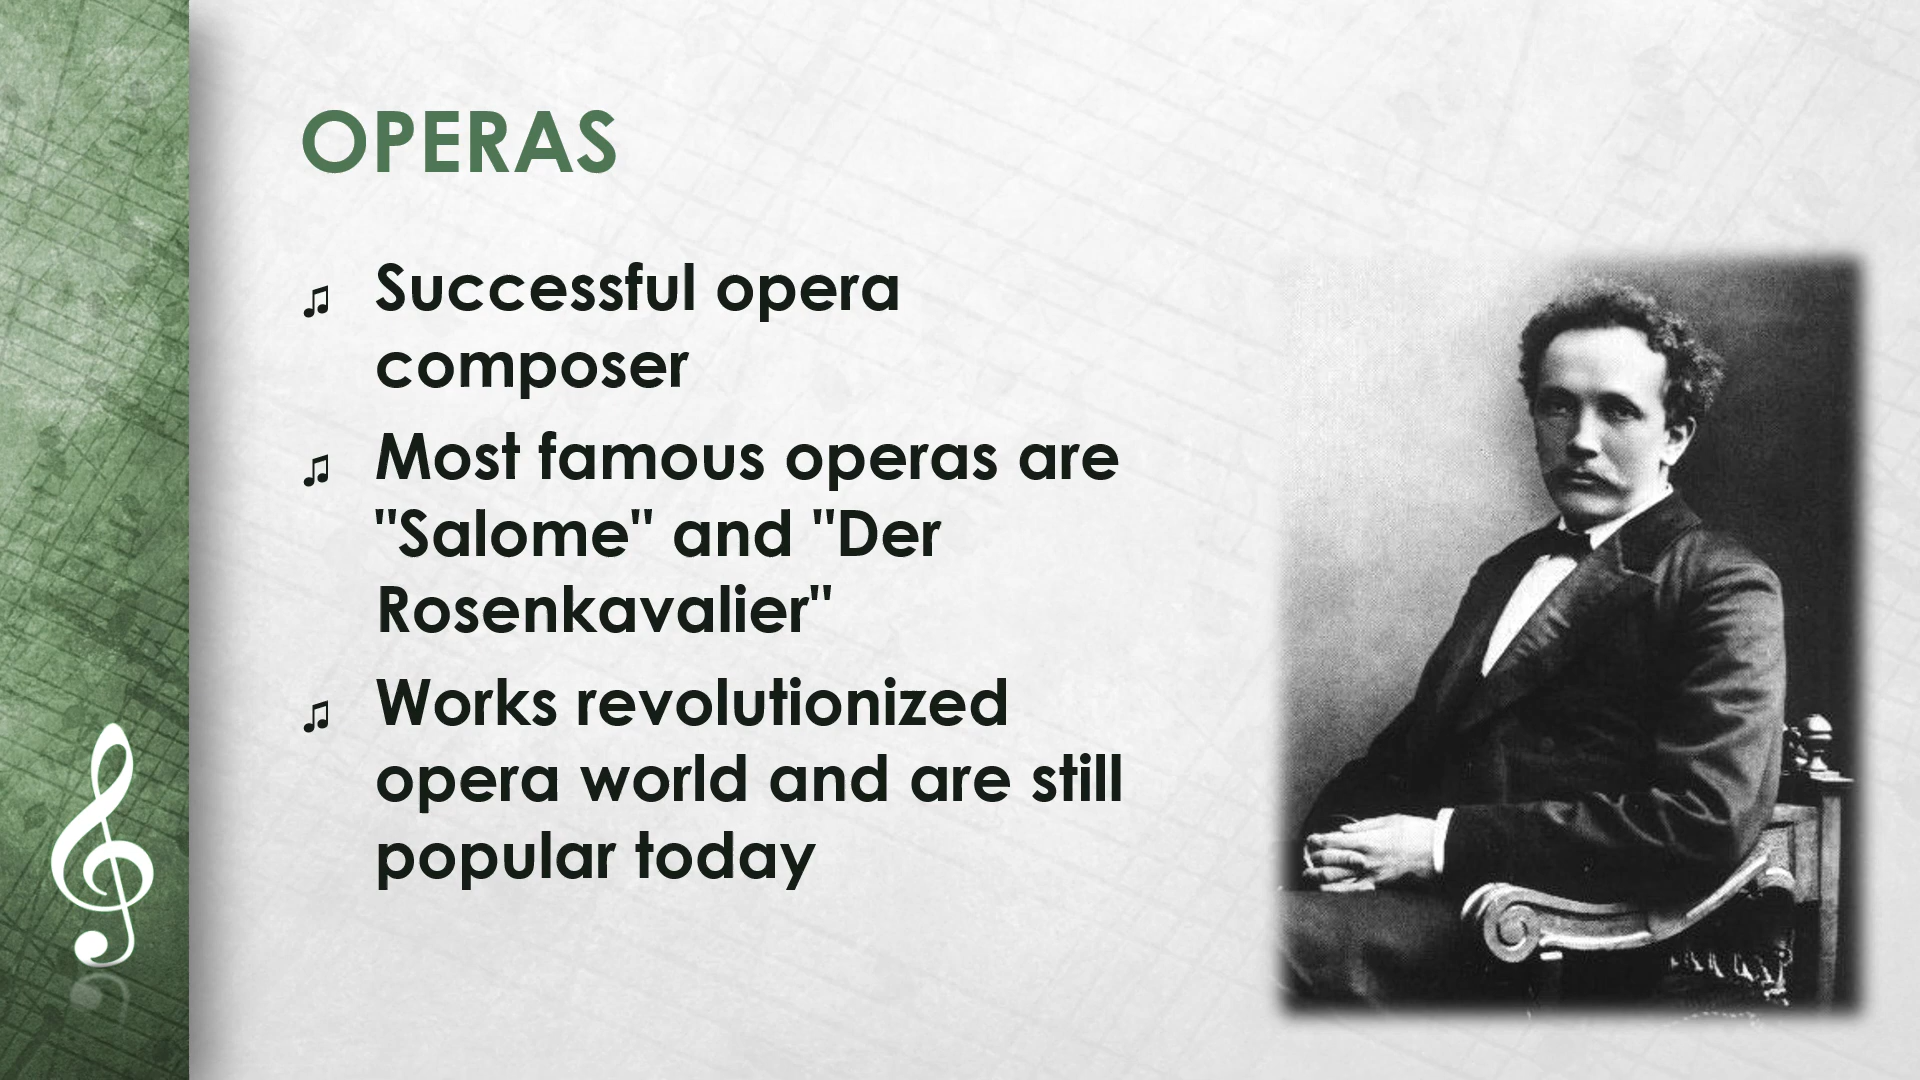 OPERAS
♫ Successful opera
composer
♫ Most famous operas are
"Salome" and "Der
Rosenkavalier"
♫ Works revolutionized
opera world and are still
popular today